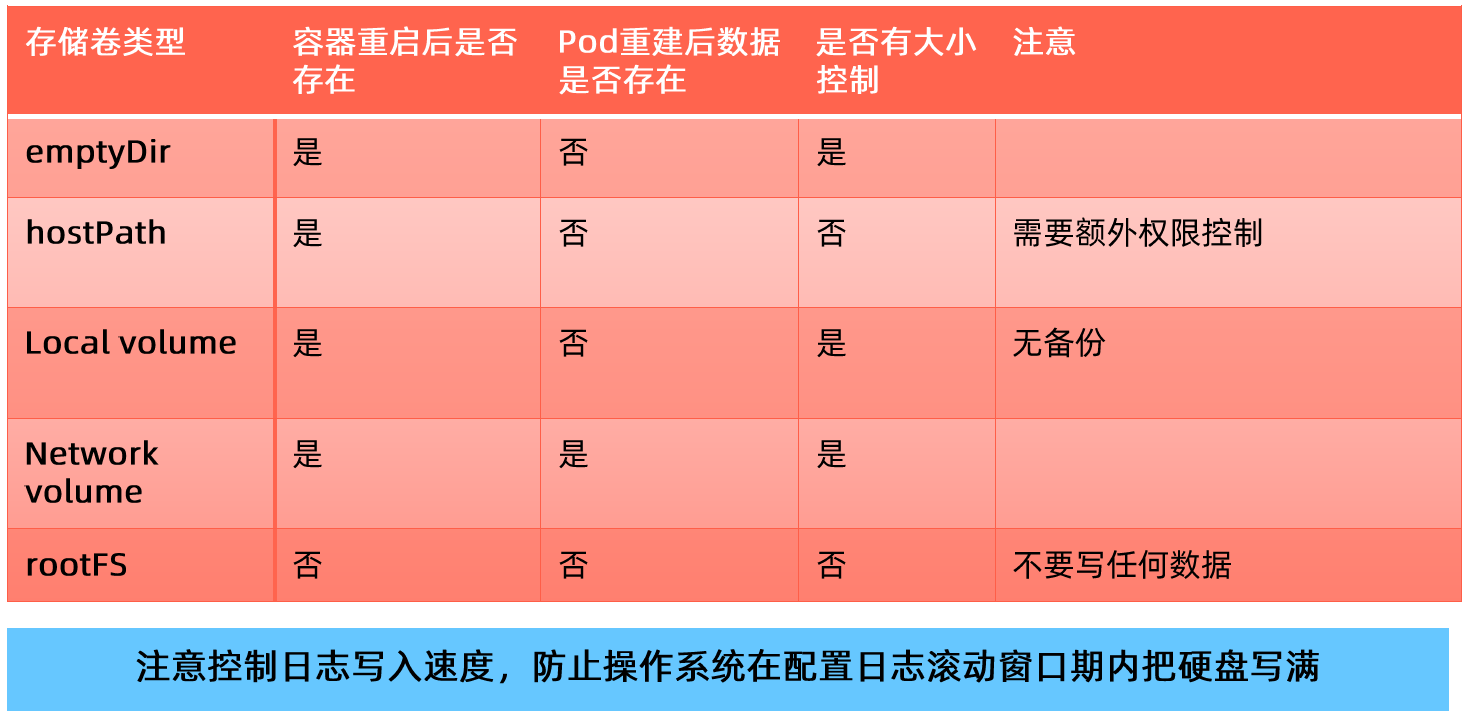 存储卷类型 容器重启后是否 Pod重建后数据 是否有大小 注意
存在 是否存在 控制
emptyDir 是 否 是
hostPath 是 否 否 需要额外权限控制
Local volume 是 否 是 无备份
Network 是 是 是
volume
rootFS 否 否 否 不要写任何数据
注意控制日志写入速度，防止操作系统在配置日志滚动窗口期内把硬盘写满